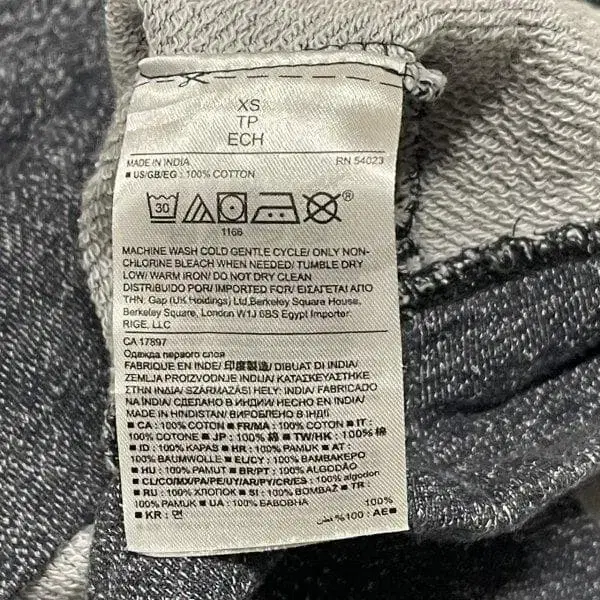 XS
TP
ECH
MADE IN INDIA RN 54023
■ US/GB/EG : 100% COTTON
30
1166
MACHINE WASH COLD GENTLE CYCLE/ ONLY NON-
CHLORINE BLEACH WHEN NEEDED/ TUMBLE DRY
LOW/ WARM IRON/ DO NOT DRY CLEAN
DISTRIBUIDO POR/ IMPORTED FOR/ ΕΙΣΑΓΕΤΑΙ ΑΠΟ
ΤΗΝ: Gap (UK Holdings) Ltd,Berkeley Square House,
Berkeley Square, London W1J 6BS Egypt Importer:
RIGE, LLC
CA 17897
Одежда первого слоя
FABRIQUE EN INDE/ 印度製造/ DIBUAT DI INDIA/
ZEMLJA PROIZVODNJE INDIJA/ ΚΑΤΑΣΚΕΥΑΣΤΗΚΕ
ΣΤΗΝ ΙΝΔΙΑ/ SZÁRMAZÁSI HELY: INDIA/ FABRICADO
NA ÍNDIA/ СДЕЛАНО В ИНДИИ/ HECHO EN INDIA/
MADE IN HINDISTAN/ ВИРОБЛЕНО В ІНДІЇ
■ CA : 100% COTTON ■ FR/MA : 100% COTON ■ IT :
100% COTONE ■ JP : 100% 綿 ■ TW/HK : 100% 棉
■ ID : 100% KAPAS ■ HR : 100% PAMUK ■ AT :
100% BAUMWOLLE ■ EL/CY : 100% ΒΑΜΒΑΚΕΡΟ
■ HU : 100% PAMUT ■ BR/PT : 100% ALGODÃO
■ CL/CO/MX/PA/PE/UY/AR/PY/CR/ES : 100% algodon
■ RU : 100% ХЛОПОК ■ SI : 100% BOMBAŽ ■ TR :
100% PAMUK ■ UA : 100% БАВОВНА 100%
■ KR : 면 قطن %100 : AE ■